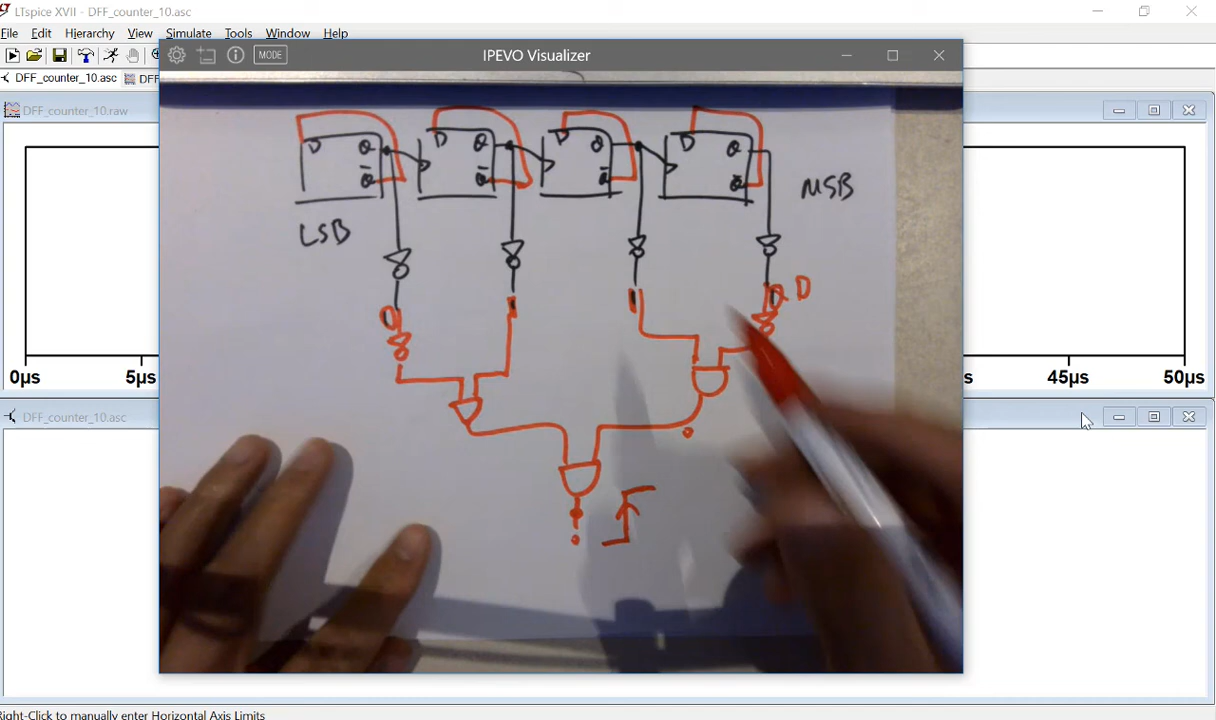 LTspice XVII - DFF_counter_10.asc
File Edit Hierarchy View Simulate Tools Window Help
IPEVO Visualizer
MODE
DFF_counter_10.asc DFF
DFF_counter_10.raw
D Q D Q D Q D Q
Q̅ Q̅ Q̅ Q̅
MSB
LSB
0 1 1 0 D
0µs 5µs 45µs 50µs
DFF_counter_10.asc
Right-Click to manually enter Horizontal Axis Limits